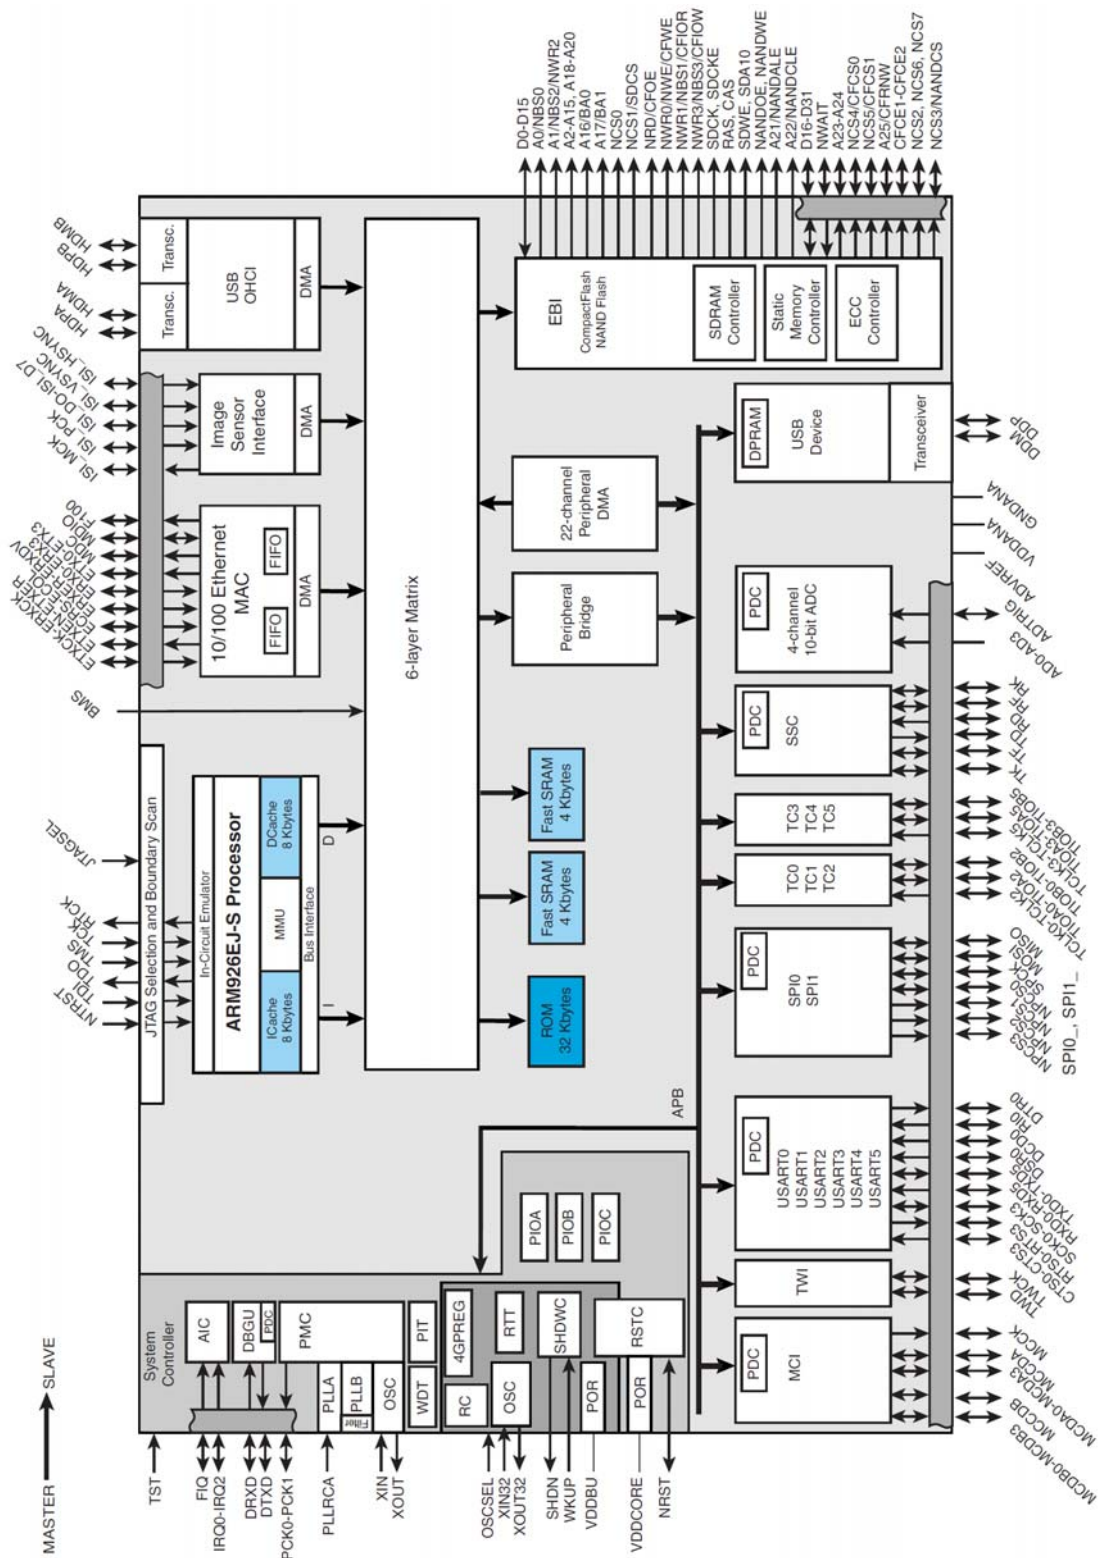 MASTER
SLAVE
HDPA
HDMA
HDPB
HDMB
Transc.
Transc.
USB
OHCI
DMA
ISI_MCK
ISI_PCK
ISI_DO-ISI_D7
ISI_VSYNC
ISI_HSYNC
Image
Sensor
Interface
DMA
ETXCK-ERXCK
ETXEN-ETXER
ECRS-ECOL
ERXER-ERXDV
ERX0-ERX3
ETX0-ETX3
MDC
MDIO
F100
10/100 Ethernet
MAC
FIFO
FIFO
DMA
BMS
NTRST
TDI
TDO
TMS
TCK
RTCK
JTAGSEL
JTAG Selection and Boundary Scan
In-Circuit Emulator
ARM926EJ-S Processor
ICache
8 Kbytes
MMU
DCache
8 Kbytes
Bus Interface
I
D
6-layer Matrix
ROM
32 Kbytes
Fast SRAM
4 Kbytes
Fast SRAM
4 Kbytes
Peripheral
Bridge
22-channel
Peripheral
DMA
EBI
CompactFlash
NAND Flash
SDRAM
Controller
Static
Memory
Controller
ECC
Controller
D0-D15
A0/NBS0
A1/NBS2/NWR2
A2-A15, A18-A20
A16/BA0
A17/BA1
NCS0
NCS1/SDCS
NRD/CFOE
NWR0/NWE/CFWE
NWR1/NBS1/CFIOR
NWR3/NBS3/CFIOW
SDCK, SDCKE
RAS, CAS
SDWE, SDA10
NANDOE, NANDWE
A21/NANDALE
A22/NANDCLE
D16-D31
NWAIT
A23-A24
NCS4/CFCS0
NCS5/CFCS1
A25/CFRNW
CFCE1-CFCE2
NCS2, NCS6, NCS7
NCS3/NANDCS
APB
System
Controller
TST
FIQ
IRQ0-IRQ2
DRXD
DTXD
PCK0-PCK1
PLLRCA
XIN
XOUT
OSCSEL
XIN32
XOUT32
SHDN
WKUP
VDDBU
VDDCORE
NRST
AIC
DBGU
PDC
PMC
PLLA
PLLB
Filter
OSC
WDT
PIT
4GPREG
RC
OSC
RTT
SHDWC
POR
POR
RSTC
PIOA
PIOB
PIOC
PDC
MCI
MCDB0-MCDB3
MCCDB
MCDA0-MCDA3
MCCDA
MCCK
TWI
TWD
TWCK
PDC
USART0
USART1
USART2
USART3
USART4
USART5
CTS0-CTS3
RTS0-RTS3
SCK0-SCK3
RXD0-RXD5
TXD0-TXD5
DSR0
DCD0
RI0
DTR0
PDC
SPI0
SPI1
NPCS3
NPCS2
NPCS1
NPCS0
SPCK
MOSI
MISO
SPI0_, SPI1_
TC0
TC1
TC2
TCLK0-TCLK2
TIOA0-TIOA2
TIOB0-TIOB2
TC3
TC4
TC5
TCLK3-TCLK5
TIOA3-TIOA5
TIOB3-TIOB5
PDC
SSC
TK
TF
TD
RD
RF
RK
PDC
4-channel
10-bit ADC
AD0-AD3
ADTRIG
ADVREF
VDDANA
GNDANA
DPRAM
USB
Device
Transceiver
DDM
DDP